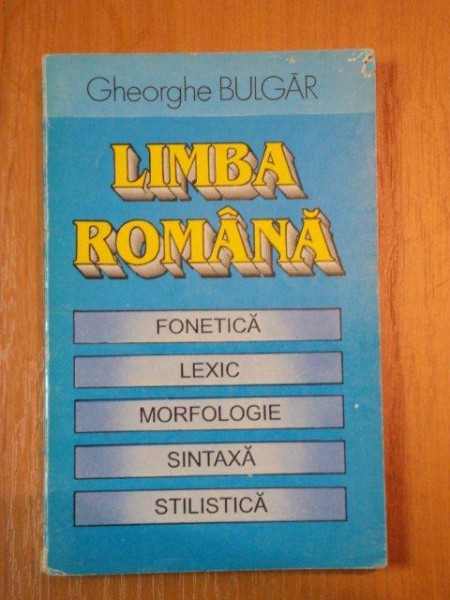 Gheorghe BULGĂR
LIMBA
ROMÂNĂ
FONETICĂ
LEXIC
MORFOLOGIE
SINTAXĂ
STILISTICĂ